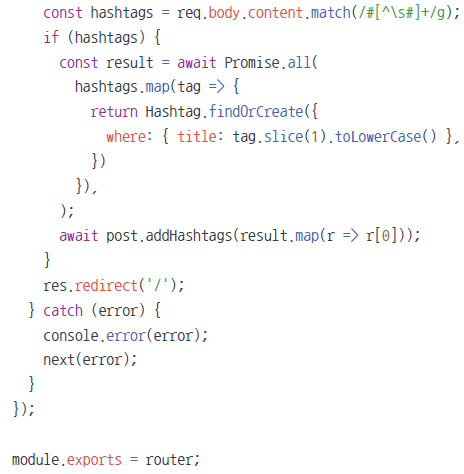 const hashtags = req.body.content.match(/#[^\s#]+/g);
if (hashtags) {
const result = await Promise.all(
hashtags.map(tag => {
return Hashtag.findOrCreate({
where: { title: tag.slice(1).toLowerCase() },
})
}),
);
await post.addHashtags(result.map(r => r[0]));
}
res.redirect('/');
} catch (error) {
console.error(error);
next(error);
}
});
module.exports = router;